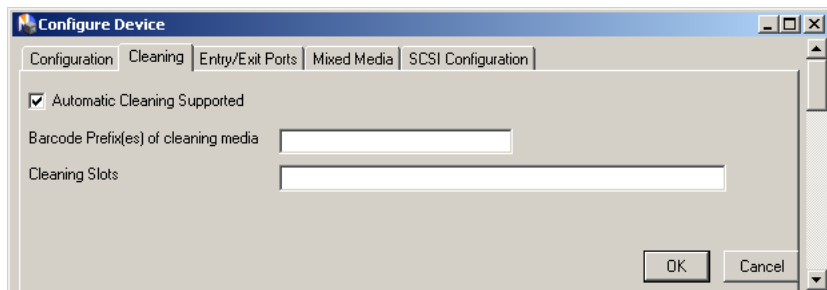 Configure Device
Configuration Cleaning Entry/Exit Ports Mixed Media SCSI Configuration
Automatic Cleaning Supported
Barcode Prefix(es) of cleaning media
Cleaning Slots
OK Cancel